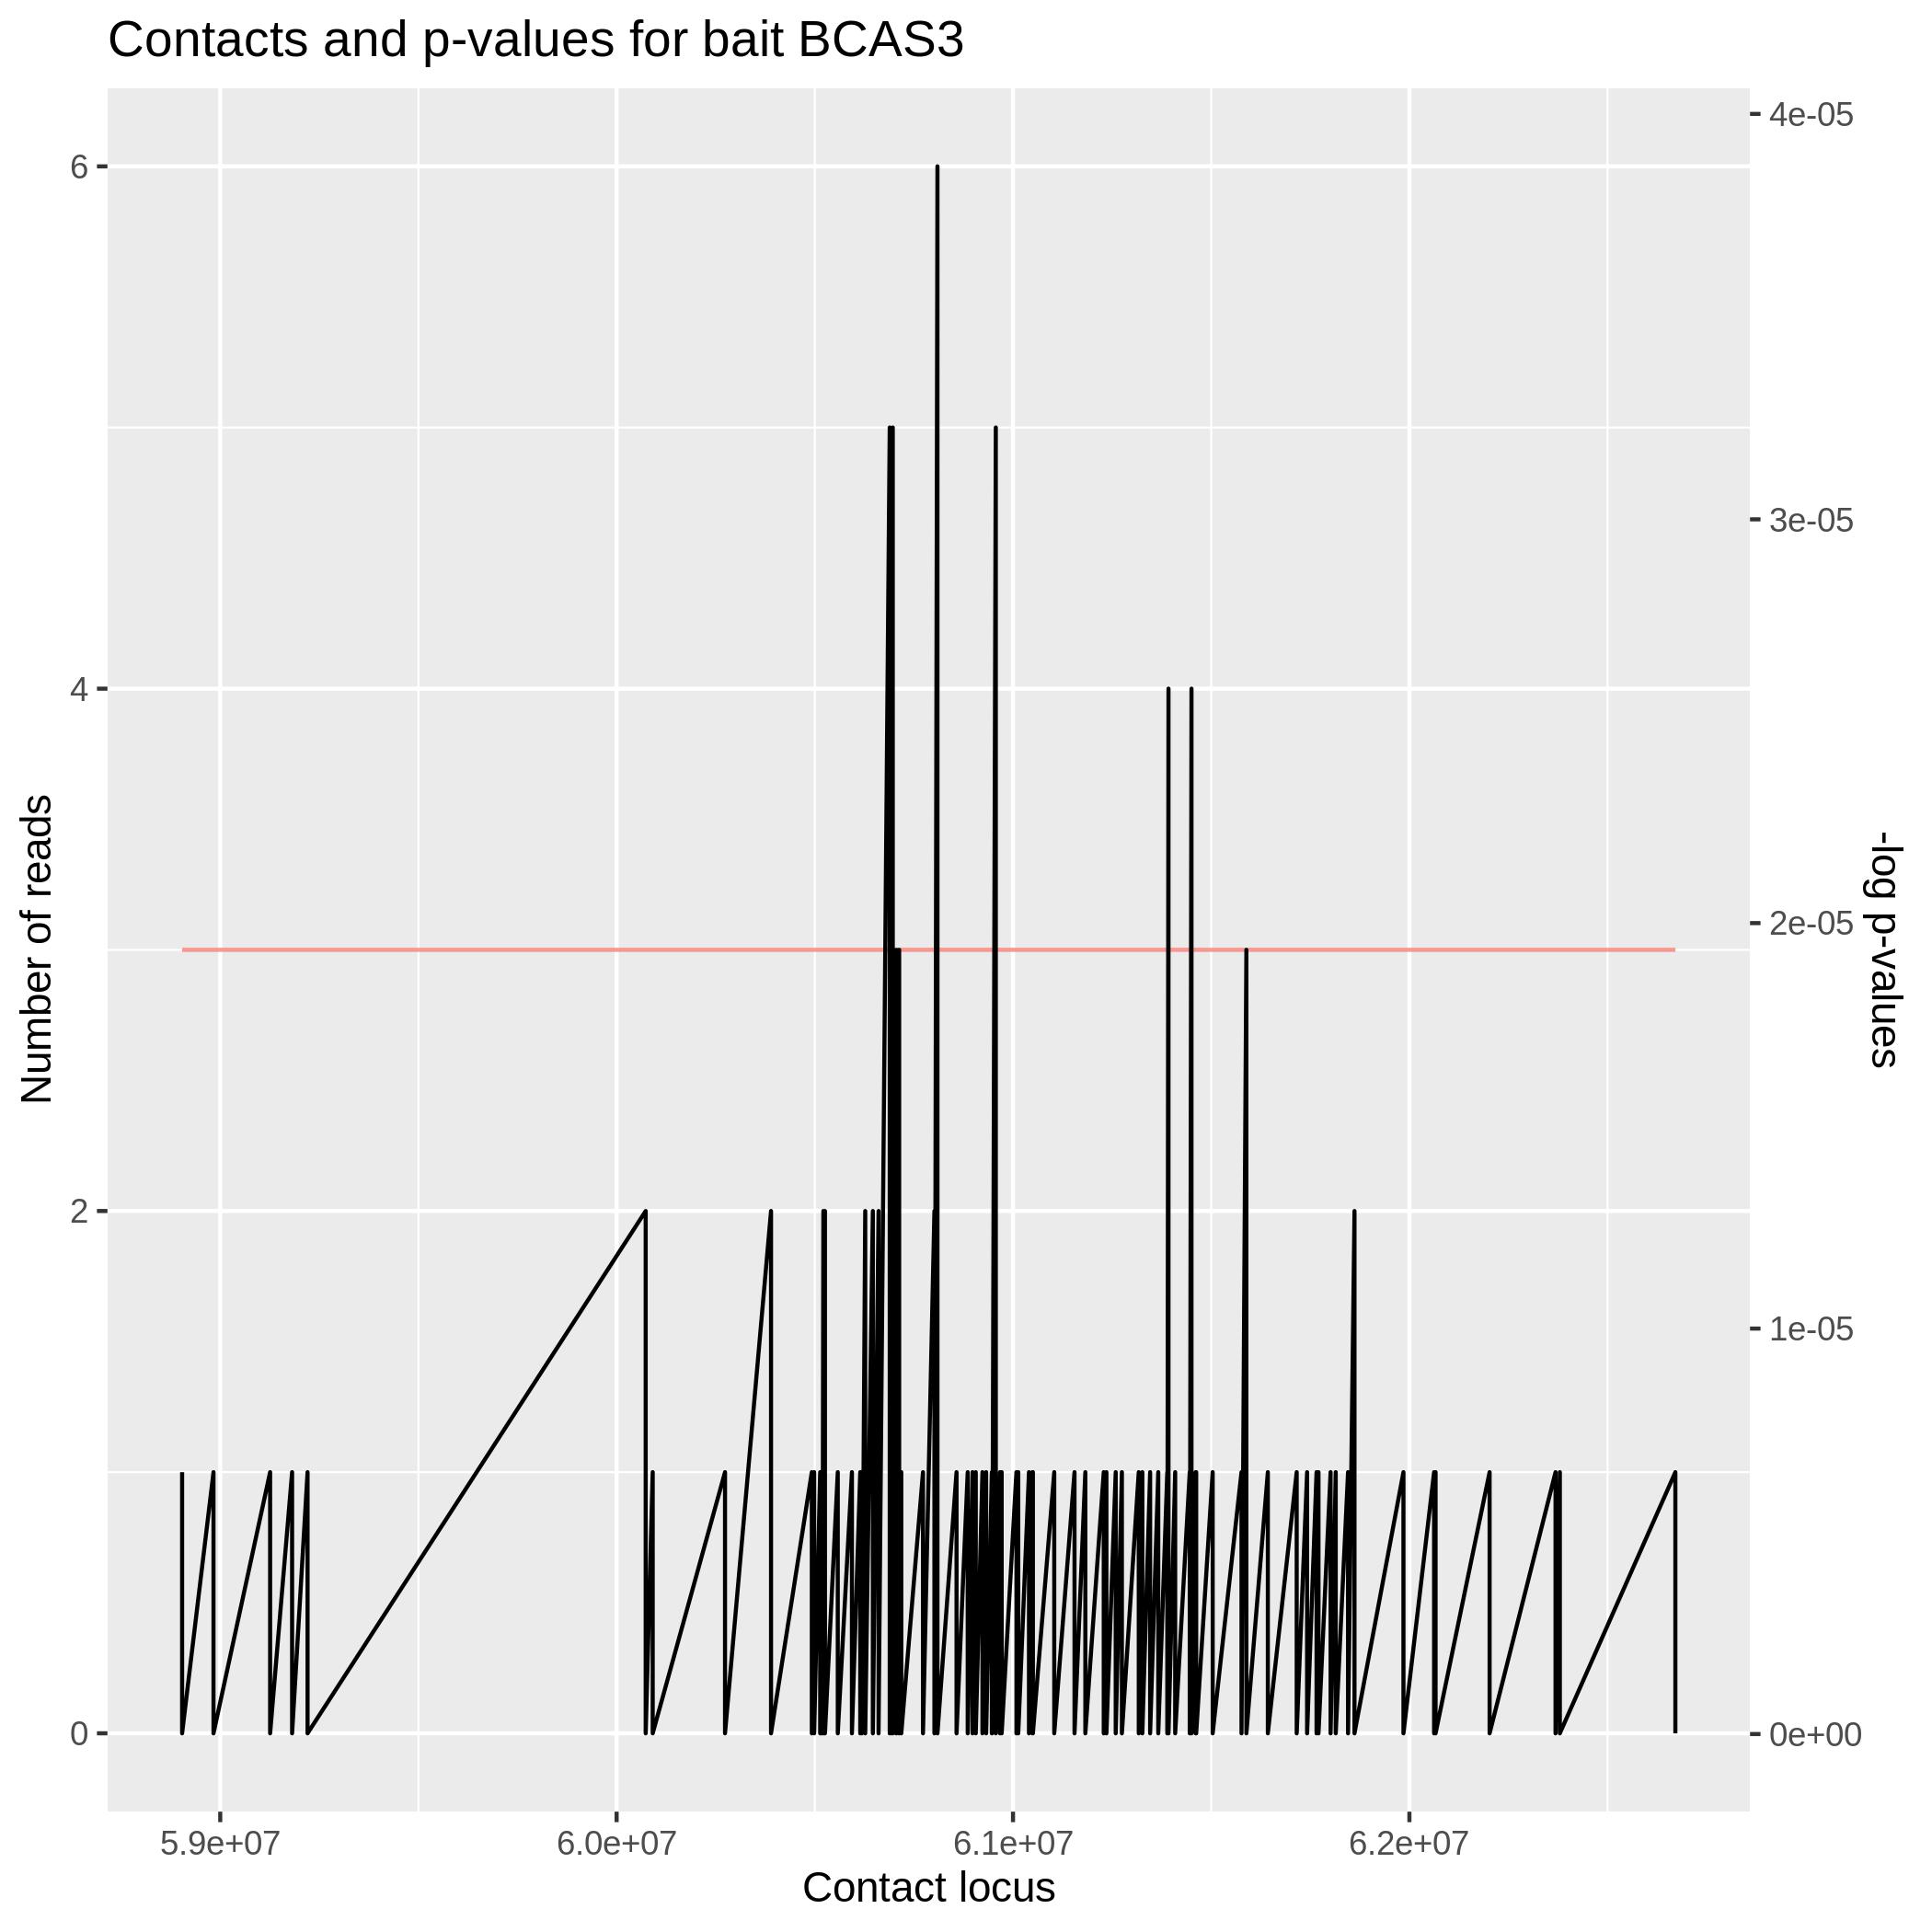 Contacts and p-values for bait BCAS3
6
4
2
0
Number of reads
4e-05
3e-05
2e-05
1e-05
0e+00
-log p-values
5.9e+07
6.0e+07
6.1e+07
6.2e+07
Contact locus